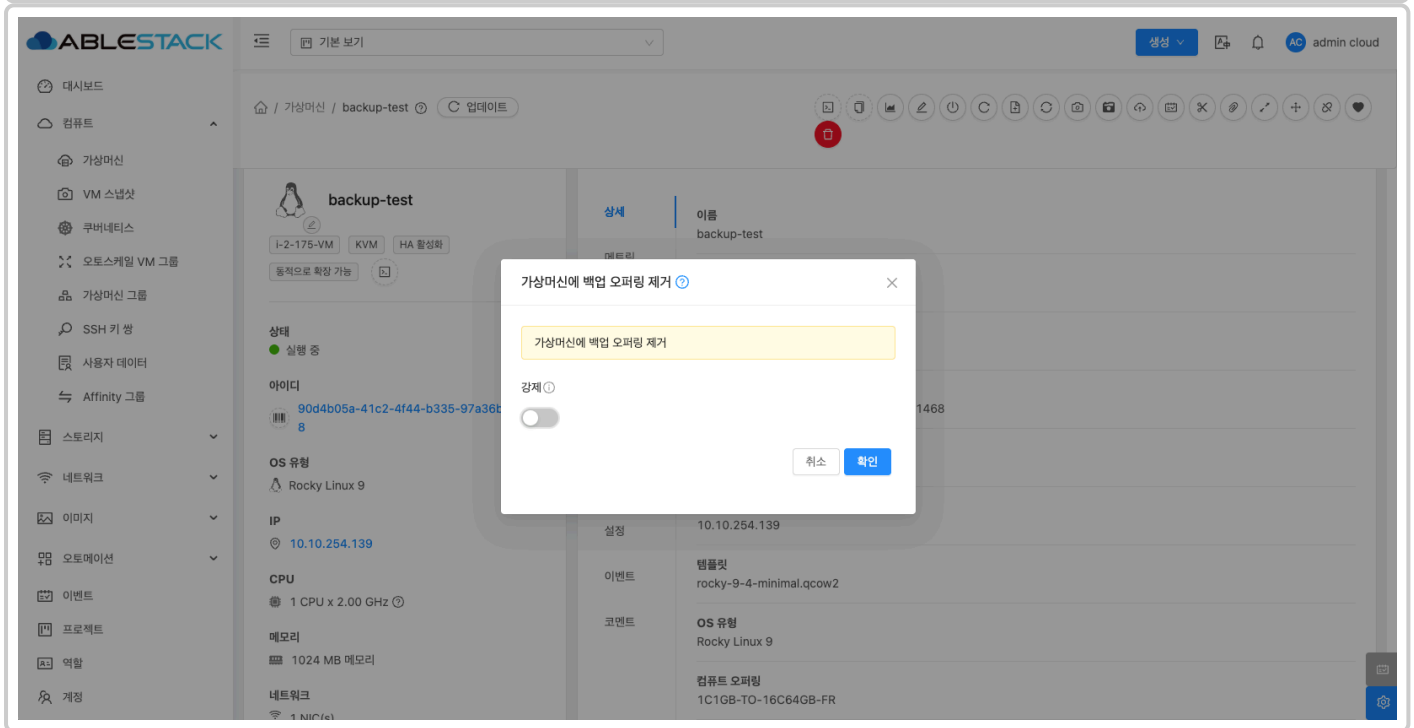 ABLESTACK
기본 보기
생성
AC admin cloud
대시보드
컴퓨트
가상머신
VM 스냅샷
쿠버네티스
오토스케일 VM 그룹
가상머신 그룹
SSH 키 쌍
사용자 데이터
Affinity 그룹
스토리지
네트워크
이미지
오토메이션
이벤트
프로젝트
역할
계정
/ 가상머신 / backup-test 업데이트
backup-test
i-2-175-VM KVM HA 활성화
동적으로 확장 가능
상태
실행 중
아이디
90d4b05a-41c2-4f44-b335-97a36b
8
OS 유형
Rocky Linux 9
IP
10.10.254.139
CPU
1 CPU x 2.00 GHz
메모리
1024 MB 메모리
네트워크
1 NIC(s)
상세
메트릭
설정
이벤트
코멘트
이름
backup-test
1468
10.10.254.139
템플릿
rocky-9-4-minimal.qcow2
OS 유형
Rocky Linux 9
컴퓨트 오퍼링
1C1GB-TO-16C64GB-FR
가상머신에 백업 오퍼링 제거
가상머신에 백업 오퍼링 제거
강제
취소 확인